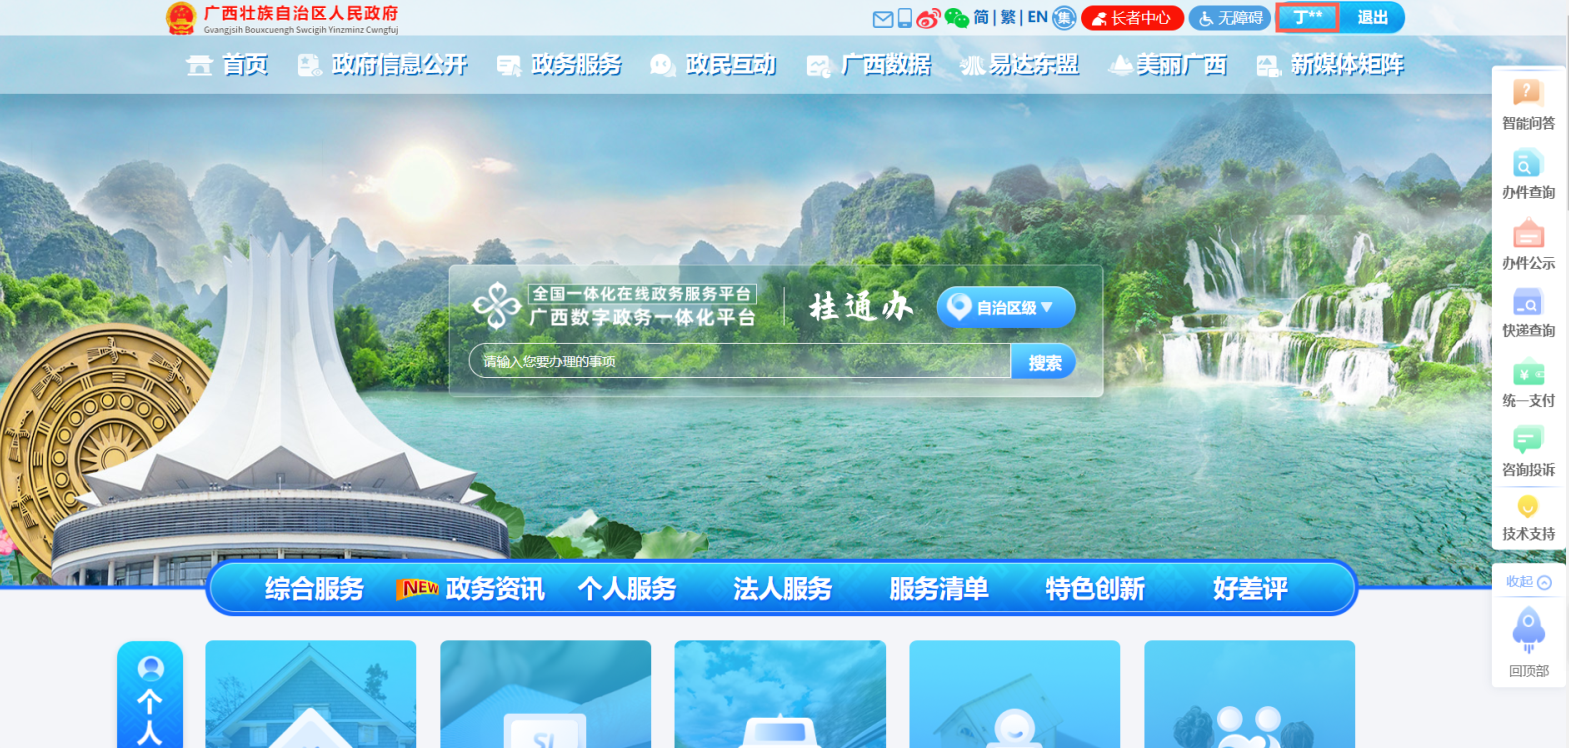 广西壮族自治区人民政府
Gvangjsih Bouxcuengh Swcigih Yinzminz Cwngfuj
简 | 繁 | EN 集 长者中心 无障碍 丁** 退出
首页 政府信息公开 政务服务 政民互动 广西数据 易达东盟 美丽广西 新媒体矩阵
全国一体化在线政务服务平台
广西数字政务一体化平台
桂通办
自治区级
请输入您要办理的事项
搜索
智能问答
办件查询
办件公示
快递查询
统一支付
咨询投诉
技术支持
收起
回顶部
综合服务 NEW 政务资讯 个人服务 法人服务 服务清单 特色创新 好差评
个
人